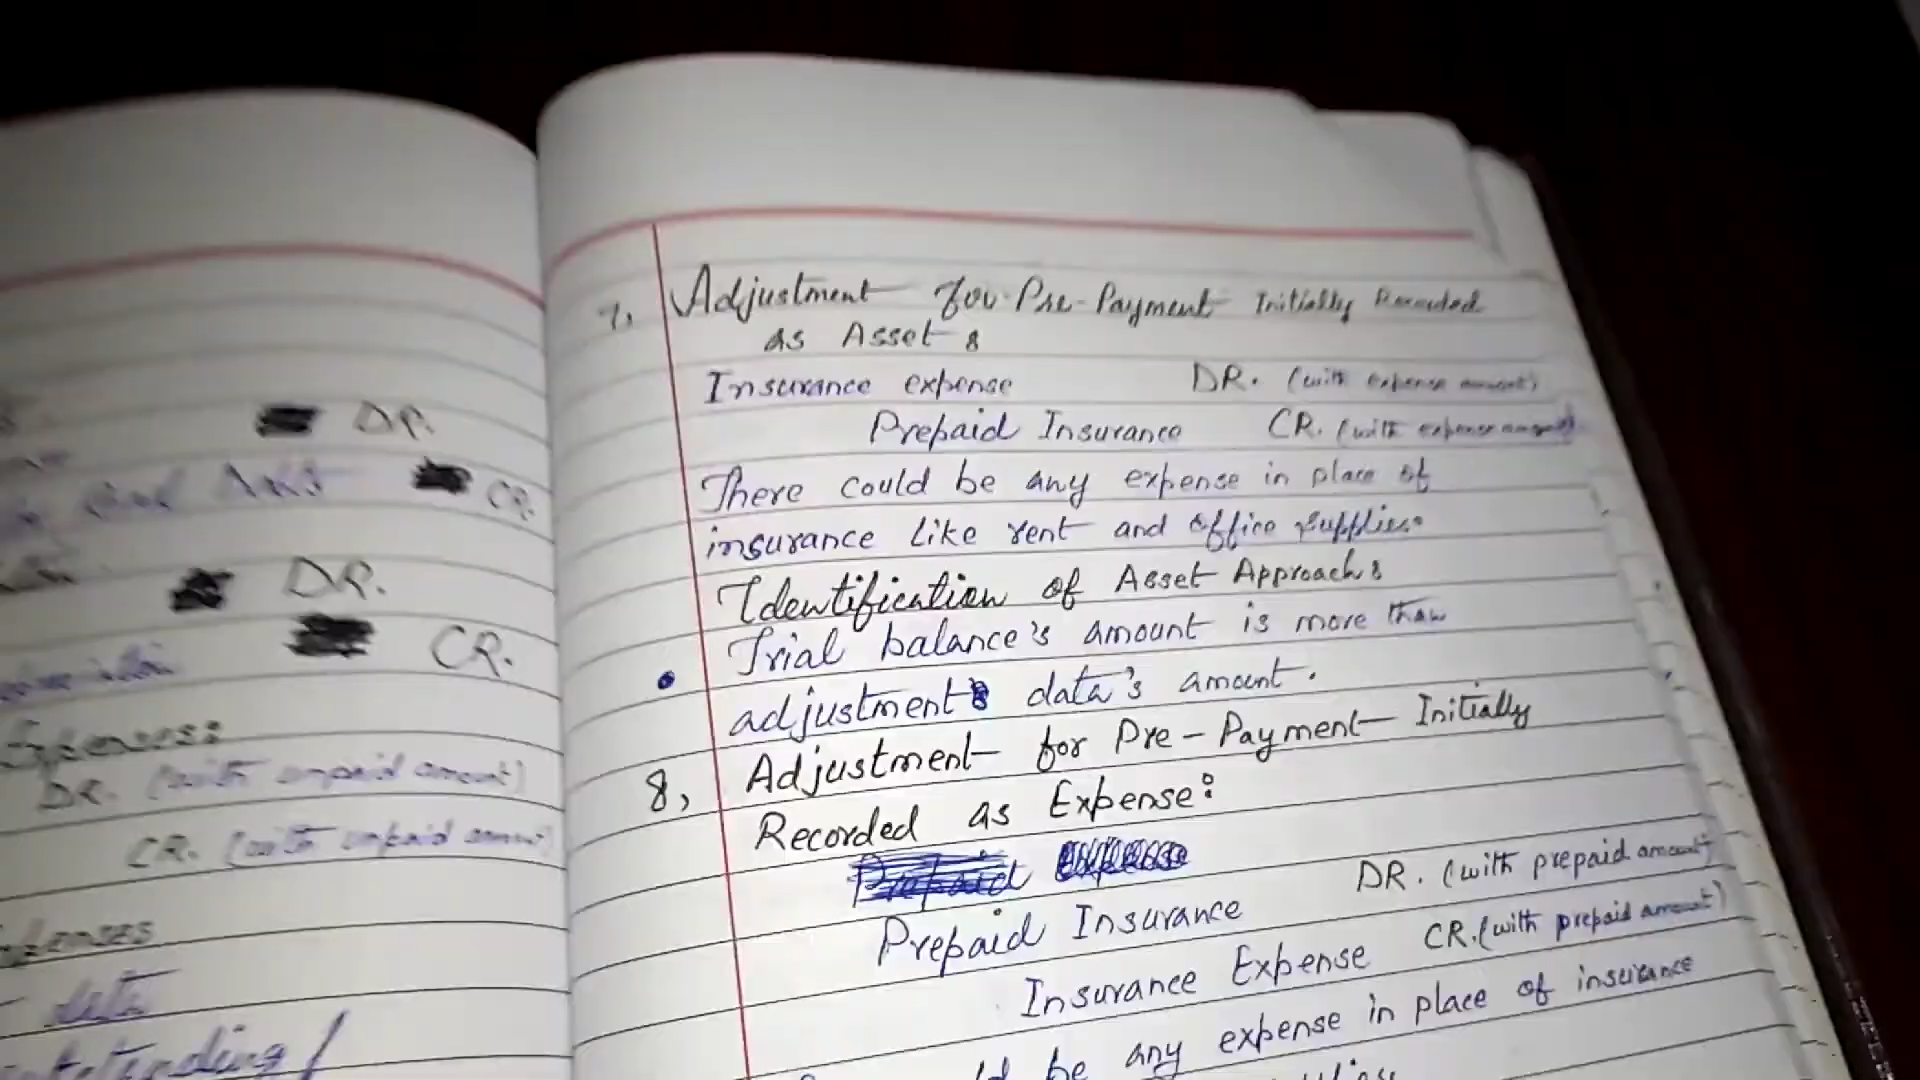 DR.
CR.
DR.
CR.
Expenses:
DR. (with unpaid amount)
CR. (with unpaid amount)
data
outstanding /
7, Adjustment for Pre-Payment Initially Recorded
as Asset :
Insurance expense DR. (with expense amount)
Prepaid Insurance CR. (with expense amount)
There could be any expense in place of
insurance like rent and office supplies.
Identification of Asset Approach :
• Trial balance's amount is more than
adjustment data's amount.
8, Adjustment for Pre-Payment Initially
Recorded as Expense:
Prepaid Insurance DR. (with prepaid amount)
Insurance Expense CR. (with prepaid amount)
be any expense in place of insurance